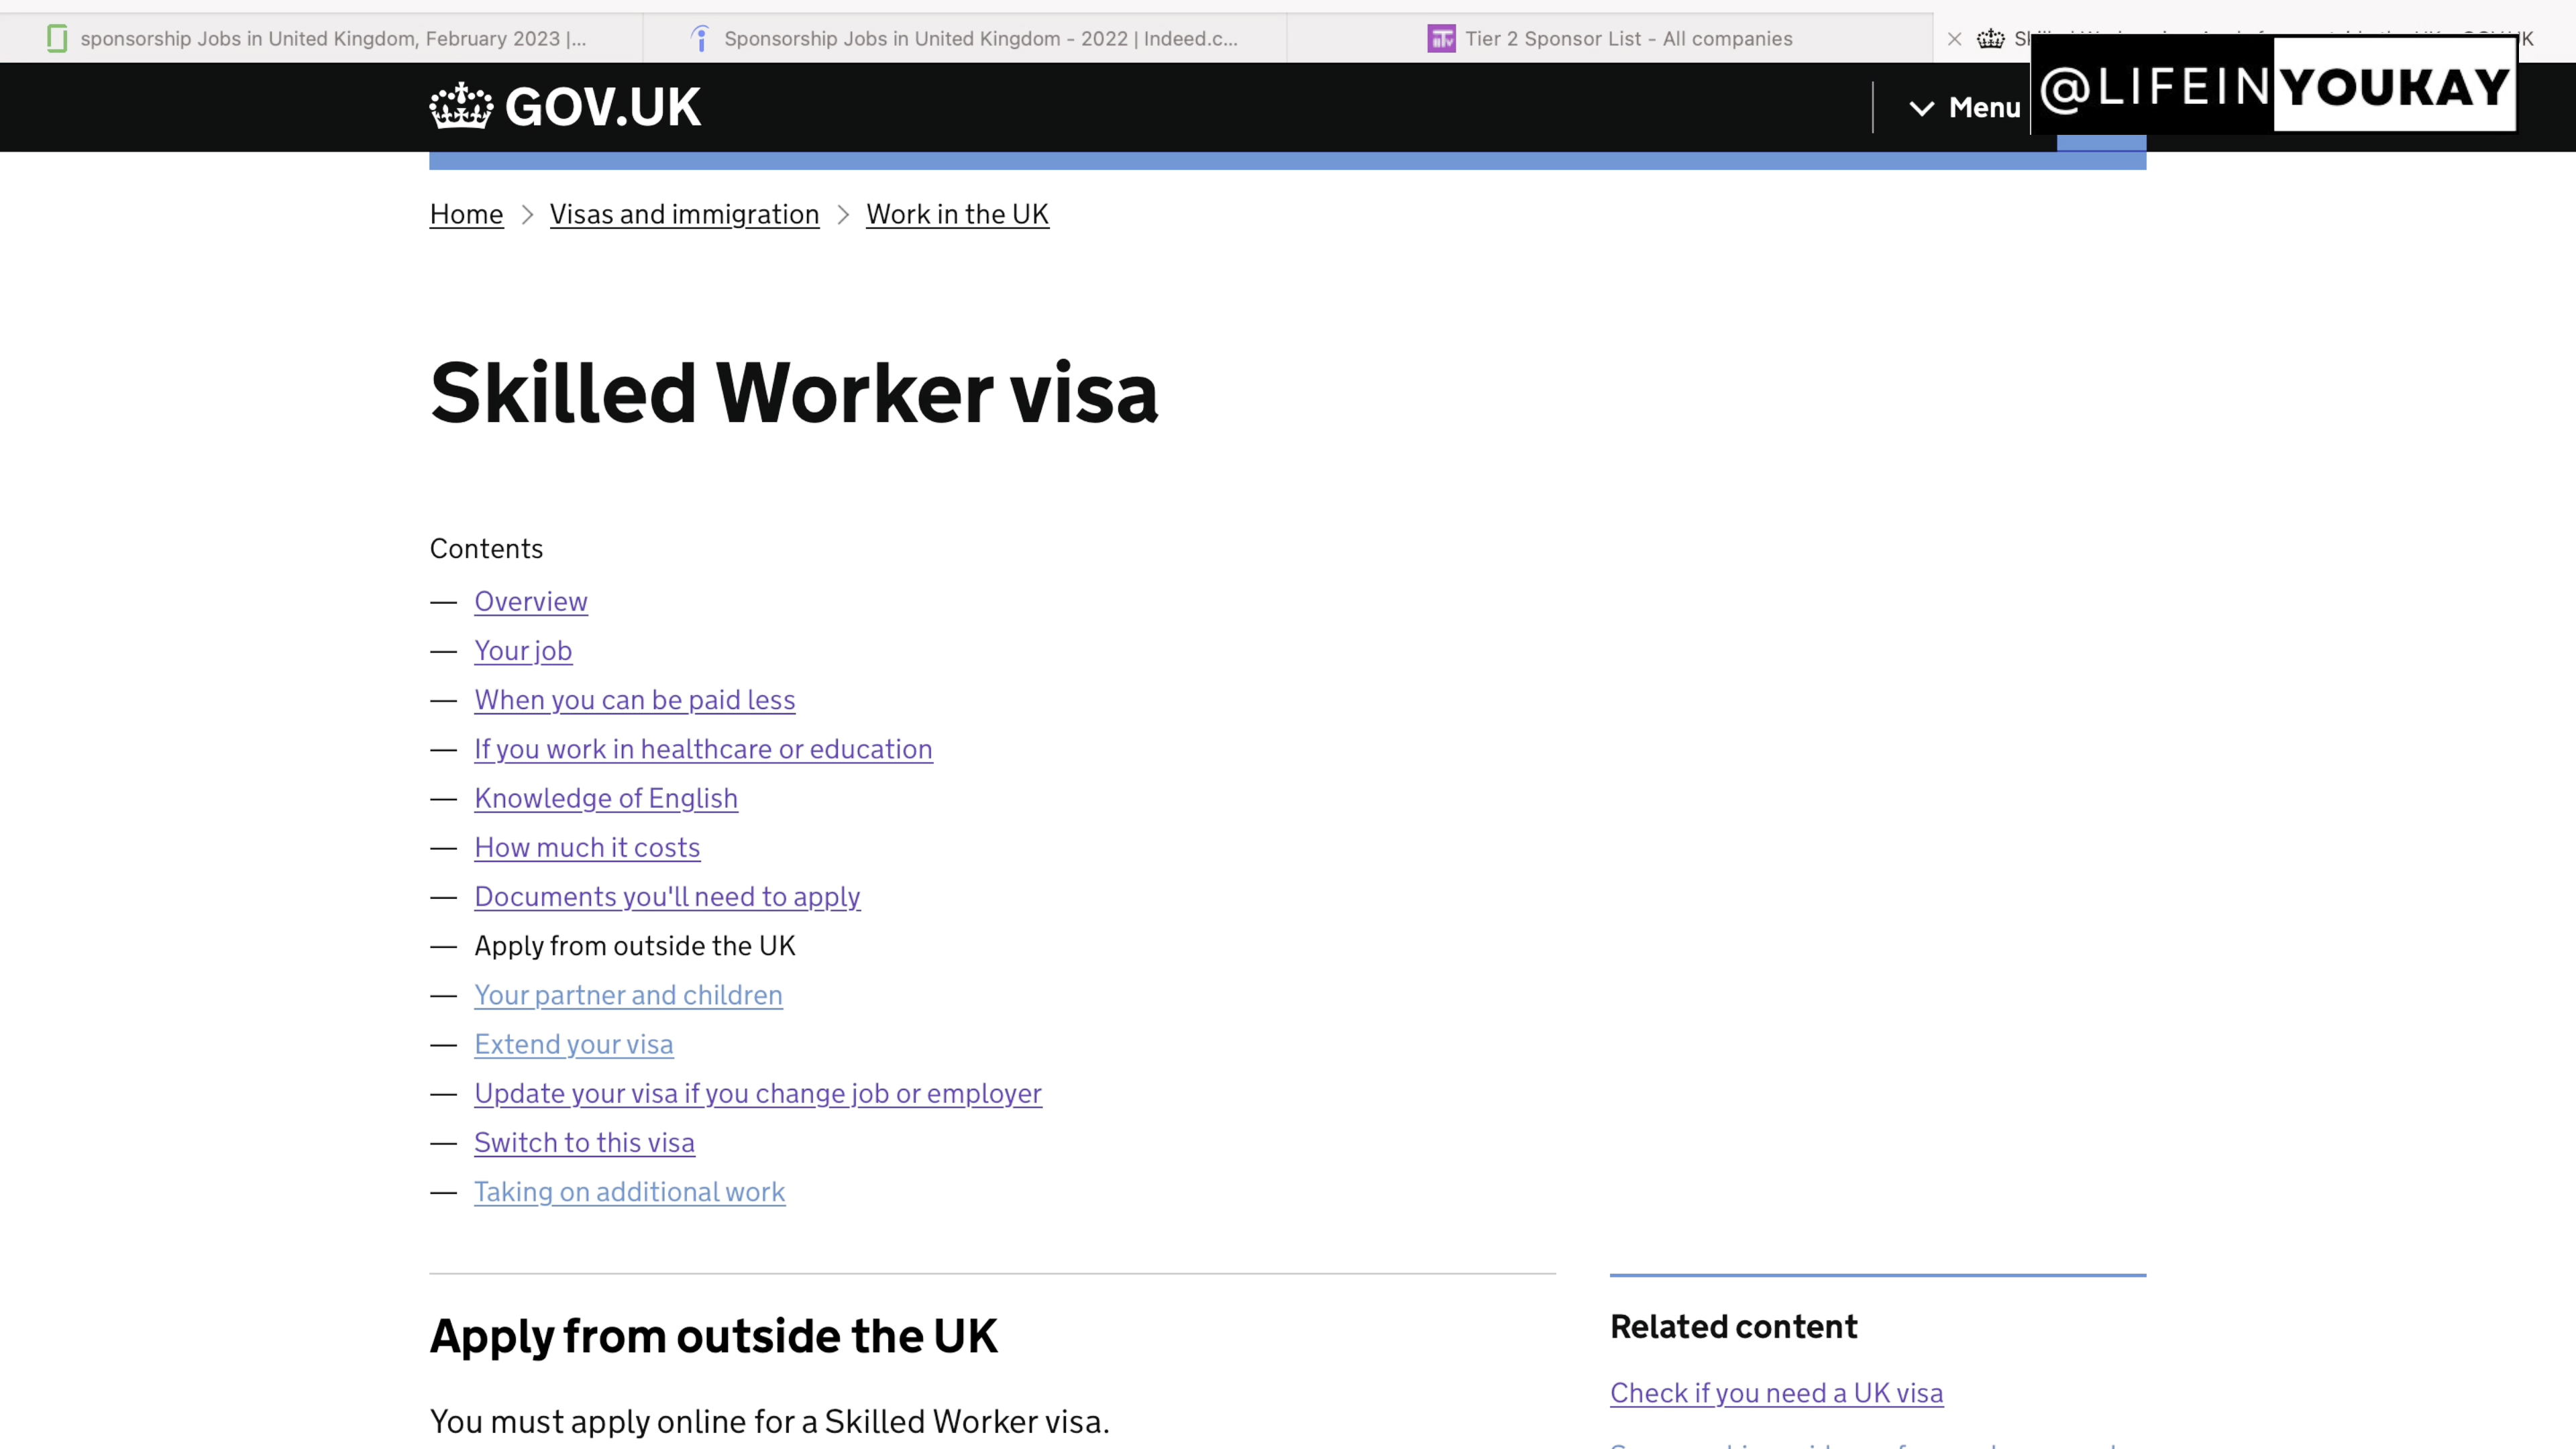 sponsorship Jobs in United Kingdom, February 2023 |...
Sponsorship Jobs in United Kingdom - 2022 | Indeed.c...
Tier 2 Sponsor List - All companies
GOV.UK
Menu
@LIFEINYOUKAY
Home > Visas and immigration > Work in the UK
Skilled Worker visa
Contents
— Overview
— Your job
— When you can be paid less
— If you work in healthcare or education
— Knowledge of English
— How much it costs
— Documents you'll need to apply
— Apply from outside the UK
— Your partner and children
— Extend your visa
— Update your visa if you change job or employer
— Switch to this visa
— Taking on additional work
Apply from outside the UK
You must apply online for a Skilled Worker visa.
Related content
Check if you need a UK visa